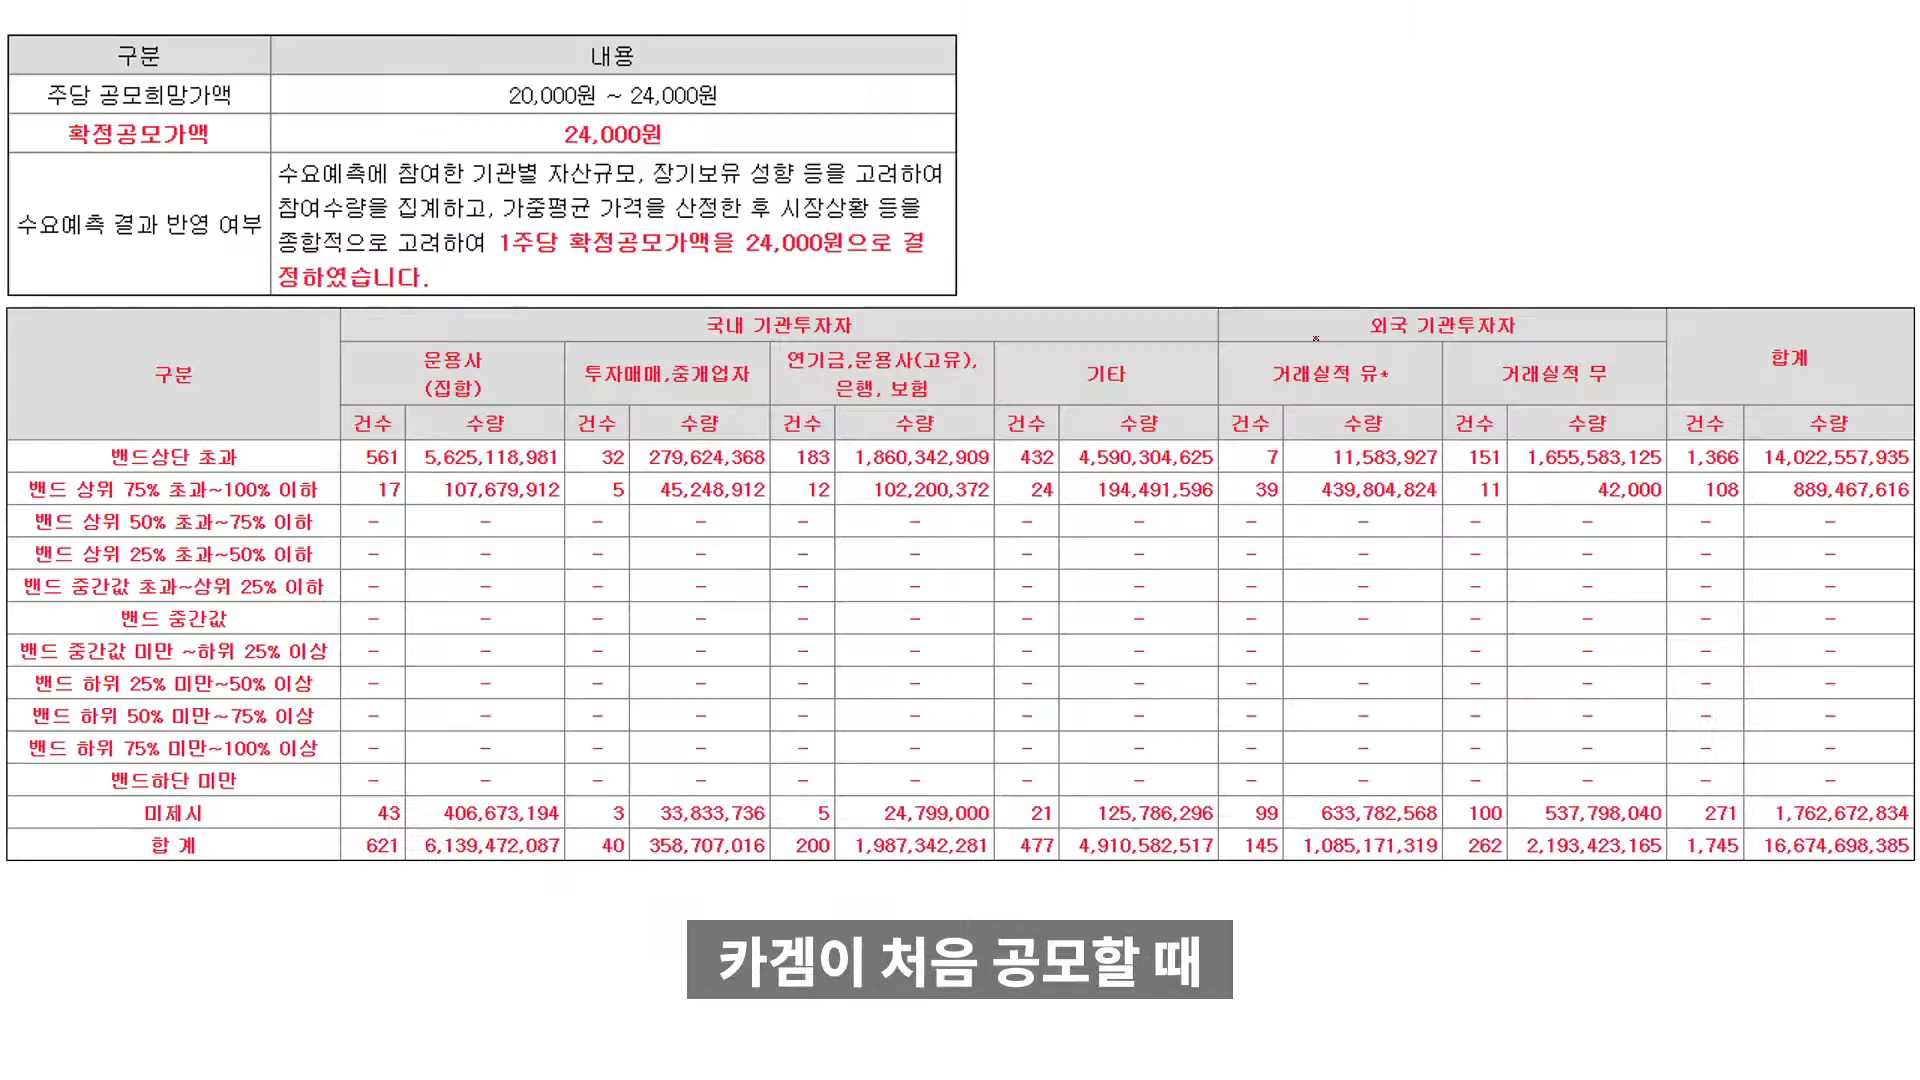 구분 내용
주당 공모희망가액 20,000원 ~ 24,000원
확정공모가액 24,000원
수요예측 결과 반영 여부 수요예측에 참여한 기관별 자산규모, 장기보유 성향 등을 고려하여
참여수량을 집계하고, 가중평균 가격을 산정한 후 시장상황 등을
종합적으로 고려하여 1주당 확정공모가액을 24,000원으로 결
정하였습니다.
구분 국내 기관투자자 외국 기관투자자 합계
운용사
(집합) 투자매매,중개업자 연기금,운용사(고유),
은행, 보험 기타 거래실적 유* 거래실적 무
건수 수량 건수 수량 건수 수량 건수 수량 건수 수량 건수 수량 건수 수량
밴드상단 초과 561 5,625,118,981 32 279,624,368 183 1,860,342,909 432 4,590,304,625 7 11,583,927 151 1,655,583,125 1,366 14,022,557,935
밴드 상위 75% 초과~100% 이하 17 107,679,912 5 45,248,912 12 102,200,372 24 194,491,596 39 439,804,824 11 42,000 108 889,467,616
밴드 상위 50% 초과~75% 이하 - - - - - - - - - - - - - -
밴드 상위 25% 초과~50% 이하 - - - - - - - - - - - - - -
밴드 중간값 초과~상위 25% 이하 - - - - - - - - - - - - - -
밴드 중간값 - - - - - - - - - - - - - -
밴드 중간값 미만 ~하위 25% 이상 - - - - - - - - - - - - -
밴드 하위 25% 미만~50% 이상 - - - - - - - - - - - - - -
밴드 하위 50% 미만~75% 이상 - - - - - - - - - - - - - -
밴드 하위 75% 미만~100% 이상 - - - - - - - - - - - - - -
밴드하단 미만 - - - - - - - - - - - - - -
미제시 43 406,673,194 3 33,833,736 5 24,799,000 21 125,786,296 99 633,782,568 100 537,798,040 271 1,762,672,834
합 계 621 6,139,472,087 40 358,707,016 200 1,987,342,281 477 4,910,582,517 145 1,085,171,319 262 2,193,423,165 1,745 16,674,698,385
카겜이 처음 공모할 때